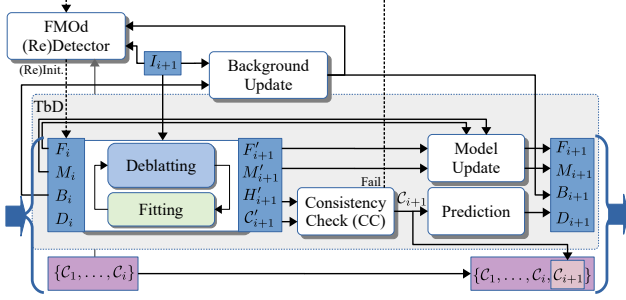 FMOd
(Re)Detector
I_{i+1}
Background
Update
(Re)Init.
TbD
F_i
M_i
B_i
D_i
Deblatting
Fitting
F'_{i+1}
M'_{i+1}
H'_{i+1}
C'_{i+1}
Model
Update
Fail
Consistency
Check (CC)
C_{i+1}
Prediction
F_{i+1}
M_{i+1}
B_{i+1}
D_{i+1}
{C_1, . . . , C_i}
{C_1, . . . , C_i, C_{i+1}}